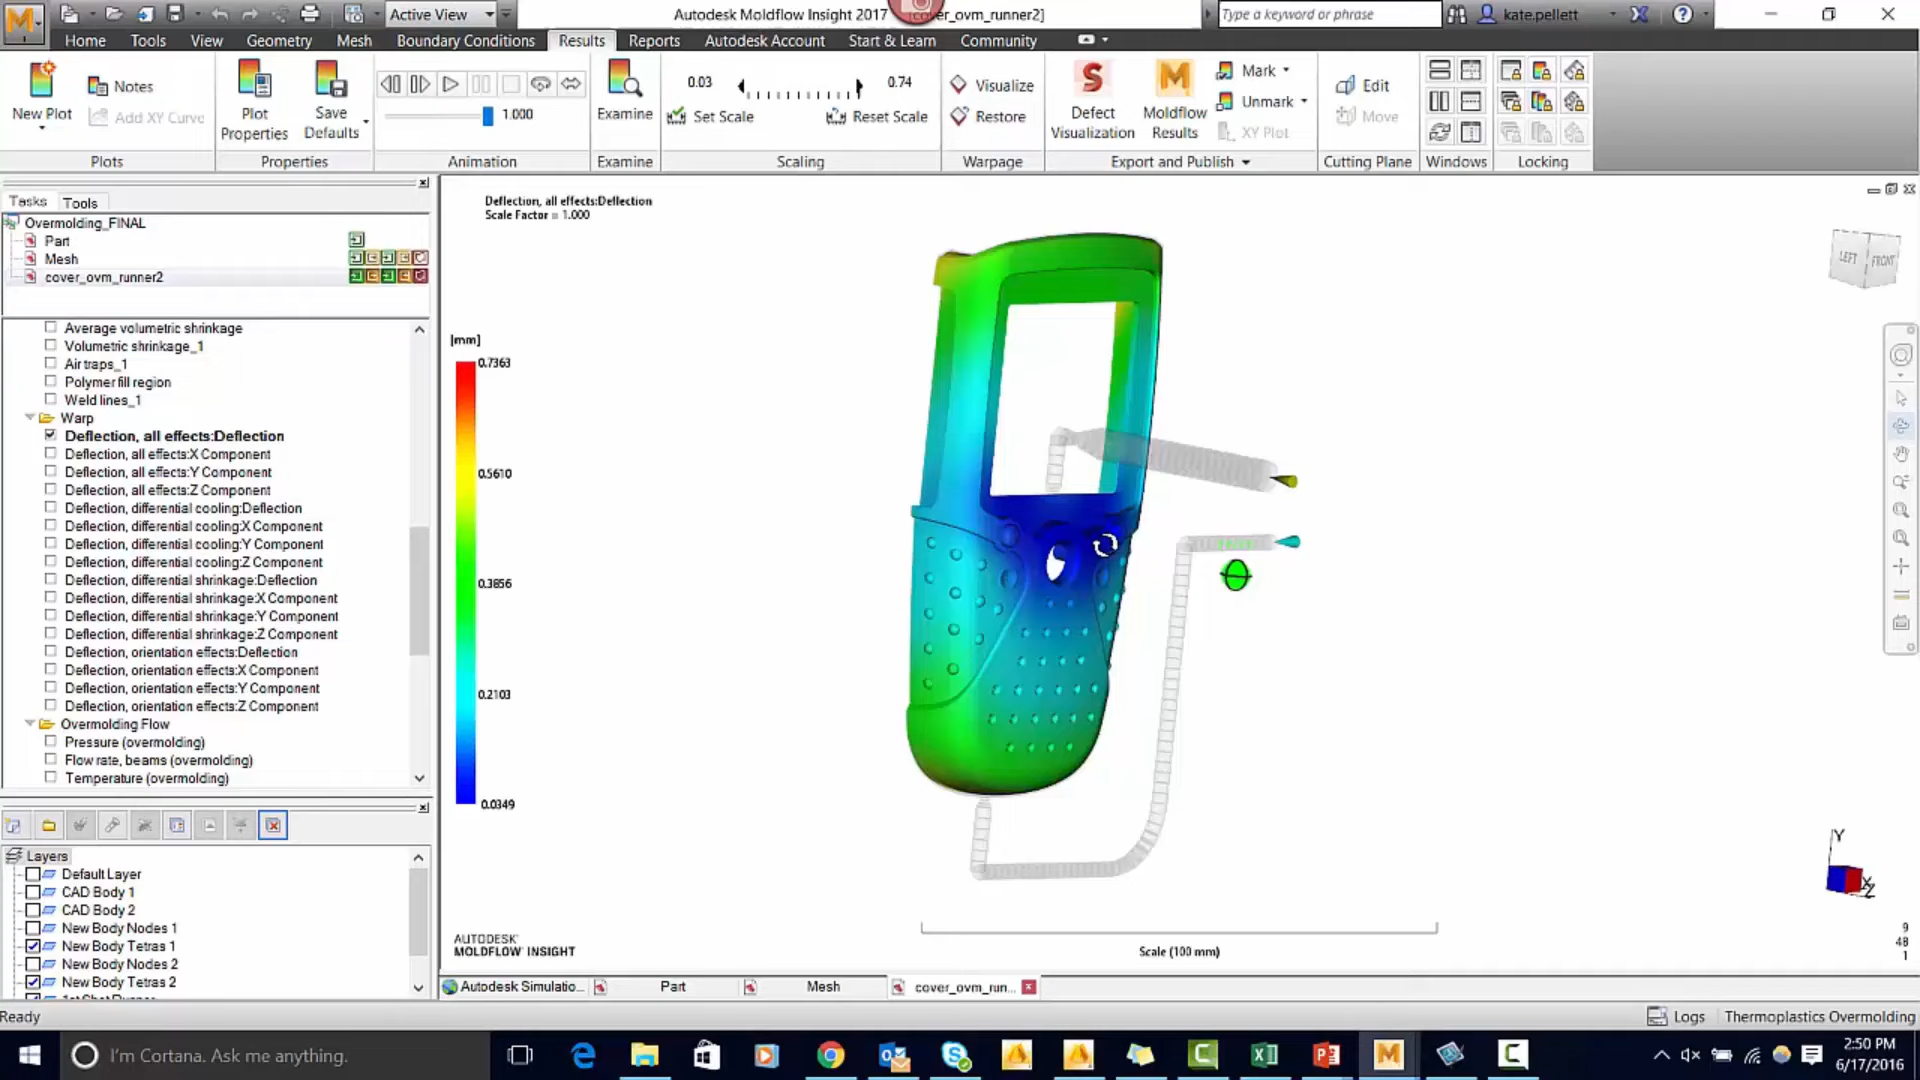 Active View
Autodesk Moldflow Insight 2017
cover_ovm_runner2]
Type a keyword or phrase
kate.pellett
Home
Tools
View
Geometry
Mesh
Boundary Conditions
Results
Reports
Autodesk Account
Start & Learn
Community
New Plot
Notes
Add XY Curve
Plots
Plot Properties
Save Defaults
Properties
1.000
Animation
Examine
Examine
0.03
0.74
Set Scale
Reset Scale
Scaling
Visualize
Restore
Warpage
Defect Visualization
Moldflow Results
Mark
Unmark
XY Plot
Export and Publish
Edit
Move
Cutting Plane
Windows
Locking
Tasks
Tools
Overmolding_FINAL
Part
Mesh
cover_ovm_runner2
Average volumetric shrinkage
Volumetric shrinkage_1
Air traps_1
Polymer fill region
Weld lines_1
Warp
Deflection, all effects:Deflection
Deflection, all effects:X Component
Deflection, all effects:Y Component
Deflection, all effects:Z Component
Deflection, differential cooling:Deflection
Deflection, differential cooling:X Component
Deflection, differential cooling:Y Component
Deflection, differential cooling:Z Component
Deflection, differential shrinkage:Deflection
Deflection, differential shrinkage:X Component
Deflection, differential shrinkage:Y Component
Deflection, differential shrinkage:Z Component
Deflection, orientation effects:Deflection
Deflection, orientation effects:X Component
Deflection, orientation effects:Y Component
Deflection, orientation effects:Z Component
Overmolding Flow
Pressure (overmolding)
Flow rate, beams (overmolding)
Temperature (overmolding)
Layers
Default Layer
CAD Body 1
CAD Body 2
New Body Nodes 1
New Body Tetras 1
New Body Nodes 2
New Body Tetras 2
Deflection, all effects:Deflection
Scale Factor = 1.000
[mm]
0.7363
0.5610
0.3856
0.2103
0.0349
LEFT
FRONT
Y
X
Z
9
48
1
AUTODESK
MOLDFLOW INSIGHT
Scale (100 mm)
Autodesk Simulatio...
Part
Mesh
cover_ovm_run...
Ready
Logs
Thermoplastics Overmolding
I'm Cortana. Ask me anything.
2:50 PM
6/17/2016